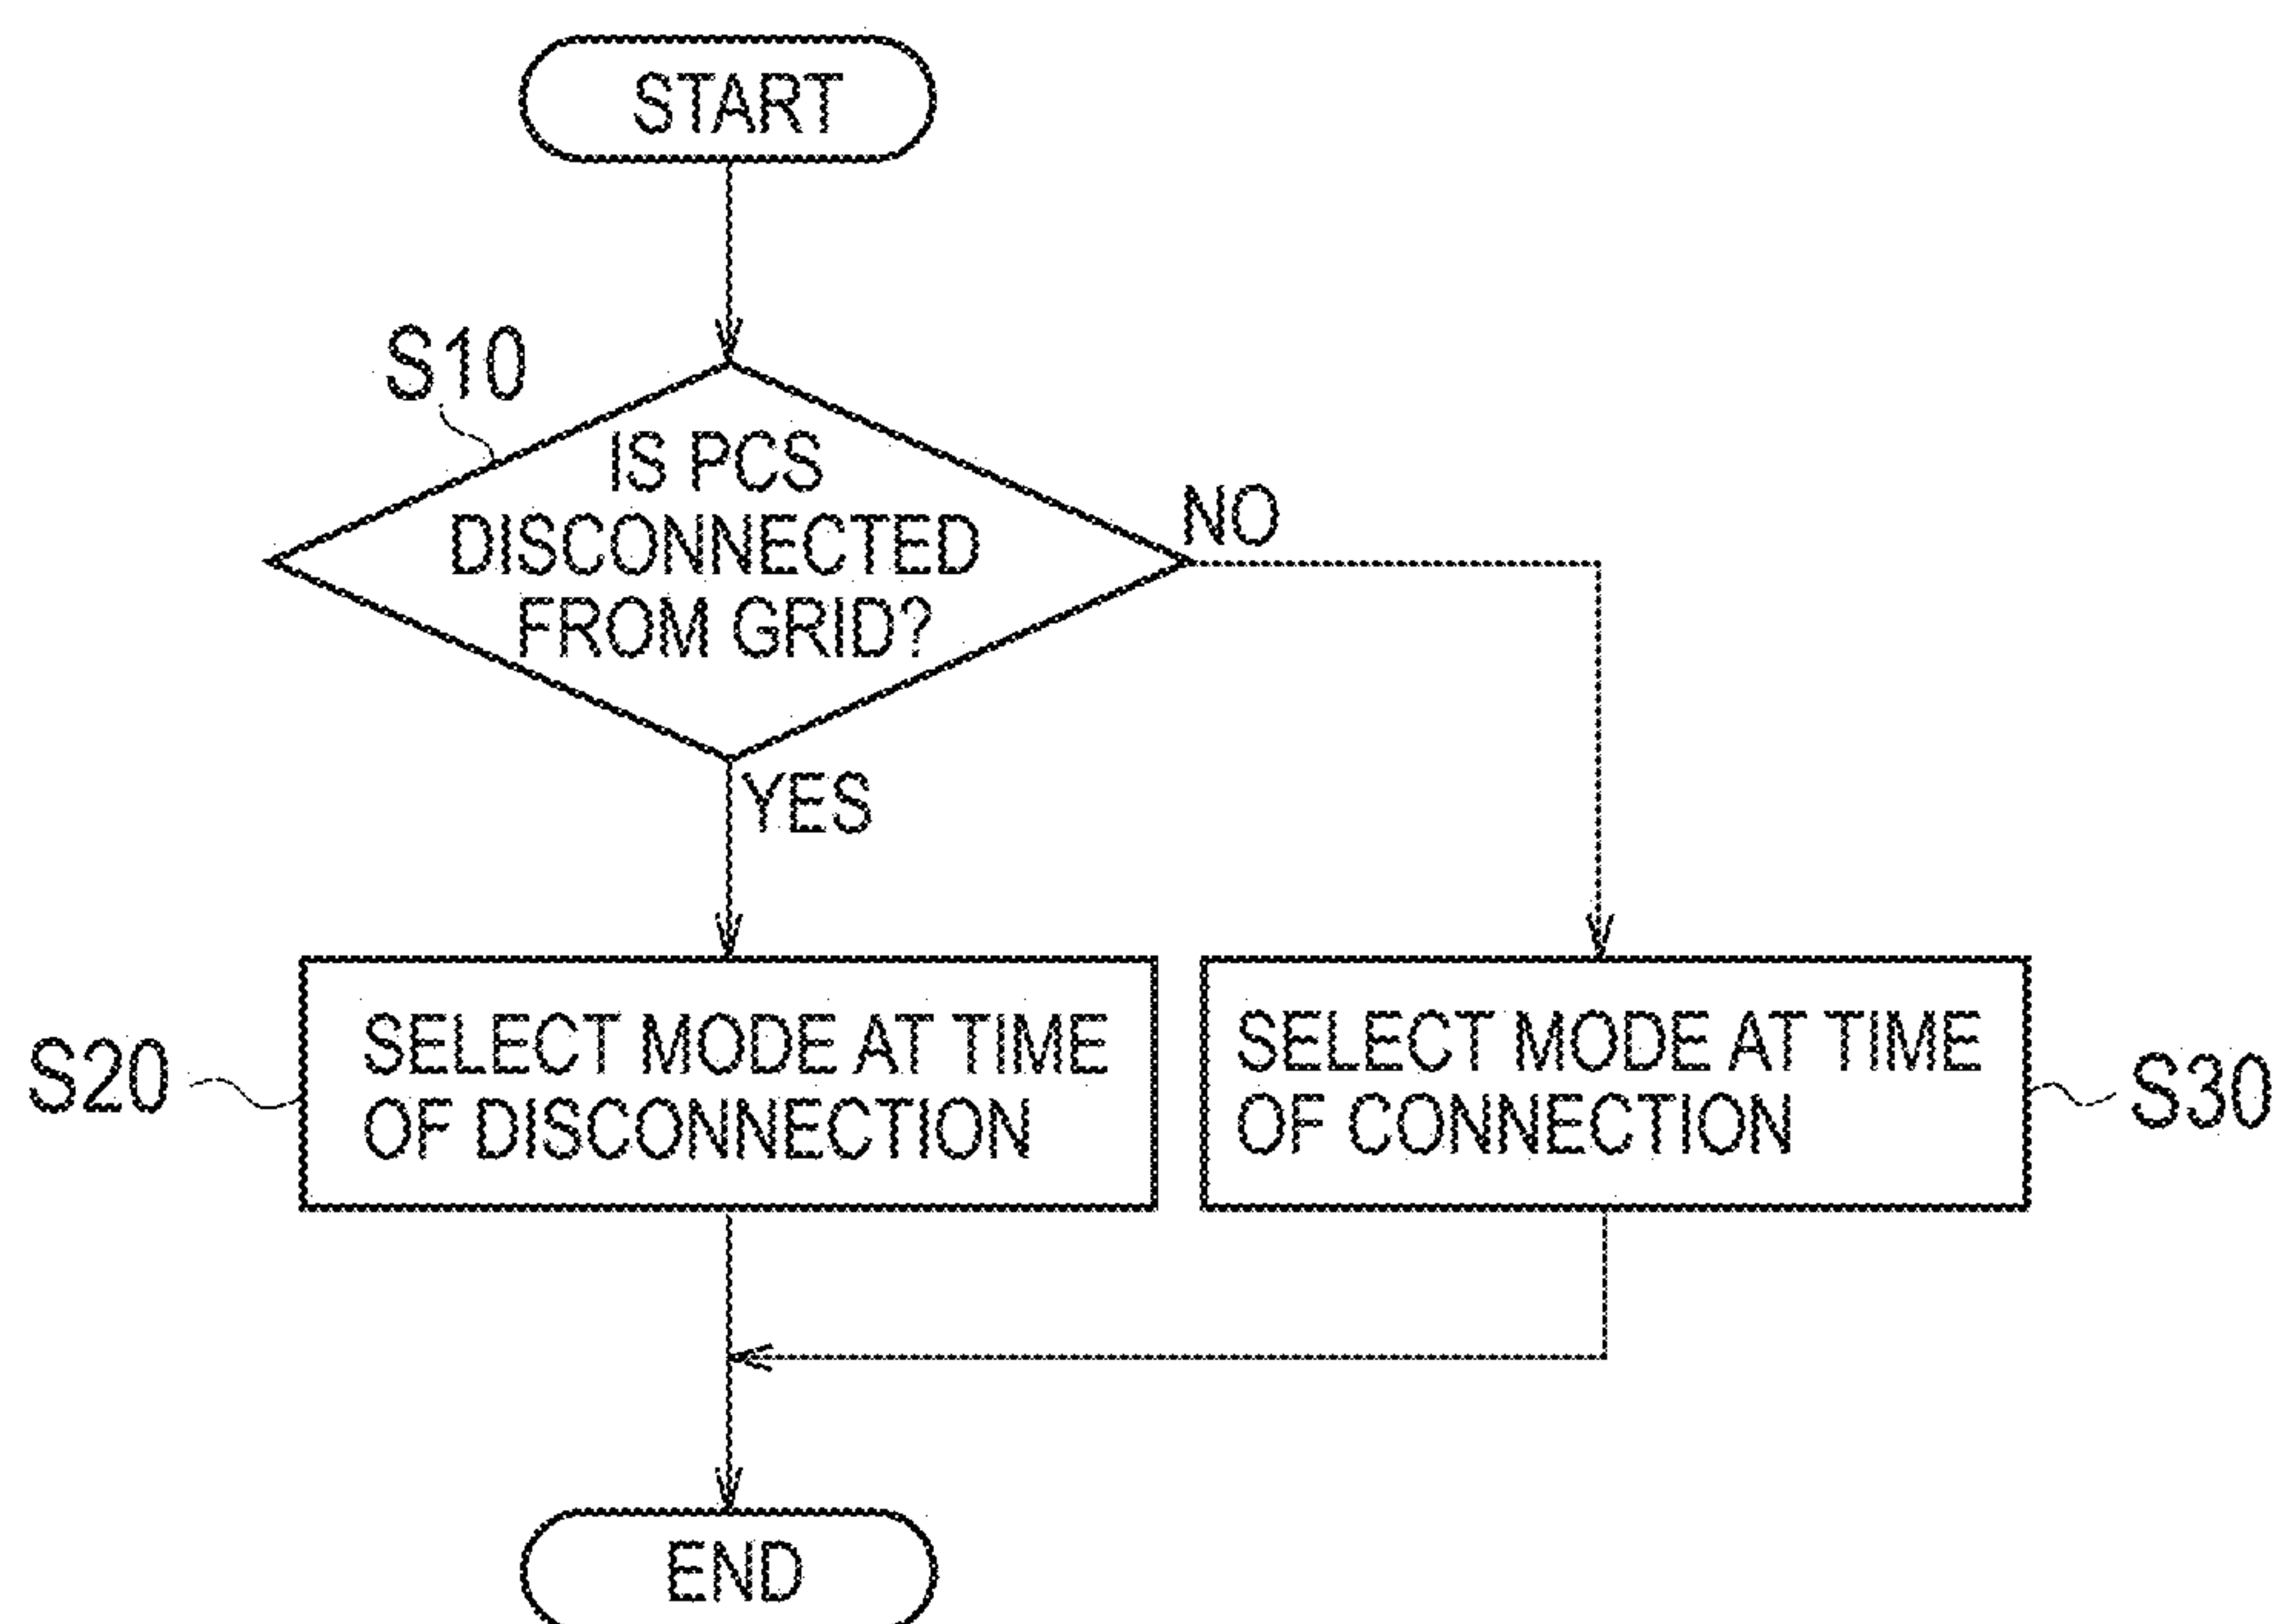 START
S10
IS PCS
DISCONNECTED
FROM GRID?
NO
YES
S20
SELECT MODE AT TIME
OF DISCONNECTION
SELECT MODE AT TIME
OF CONNECTION
S30
END